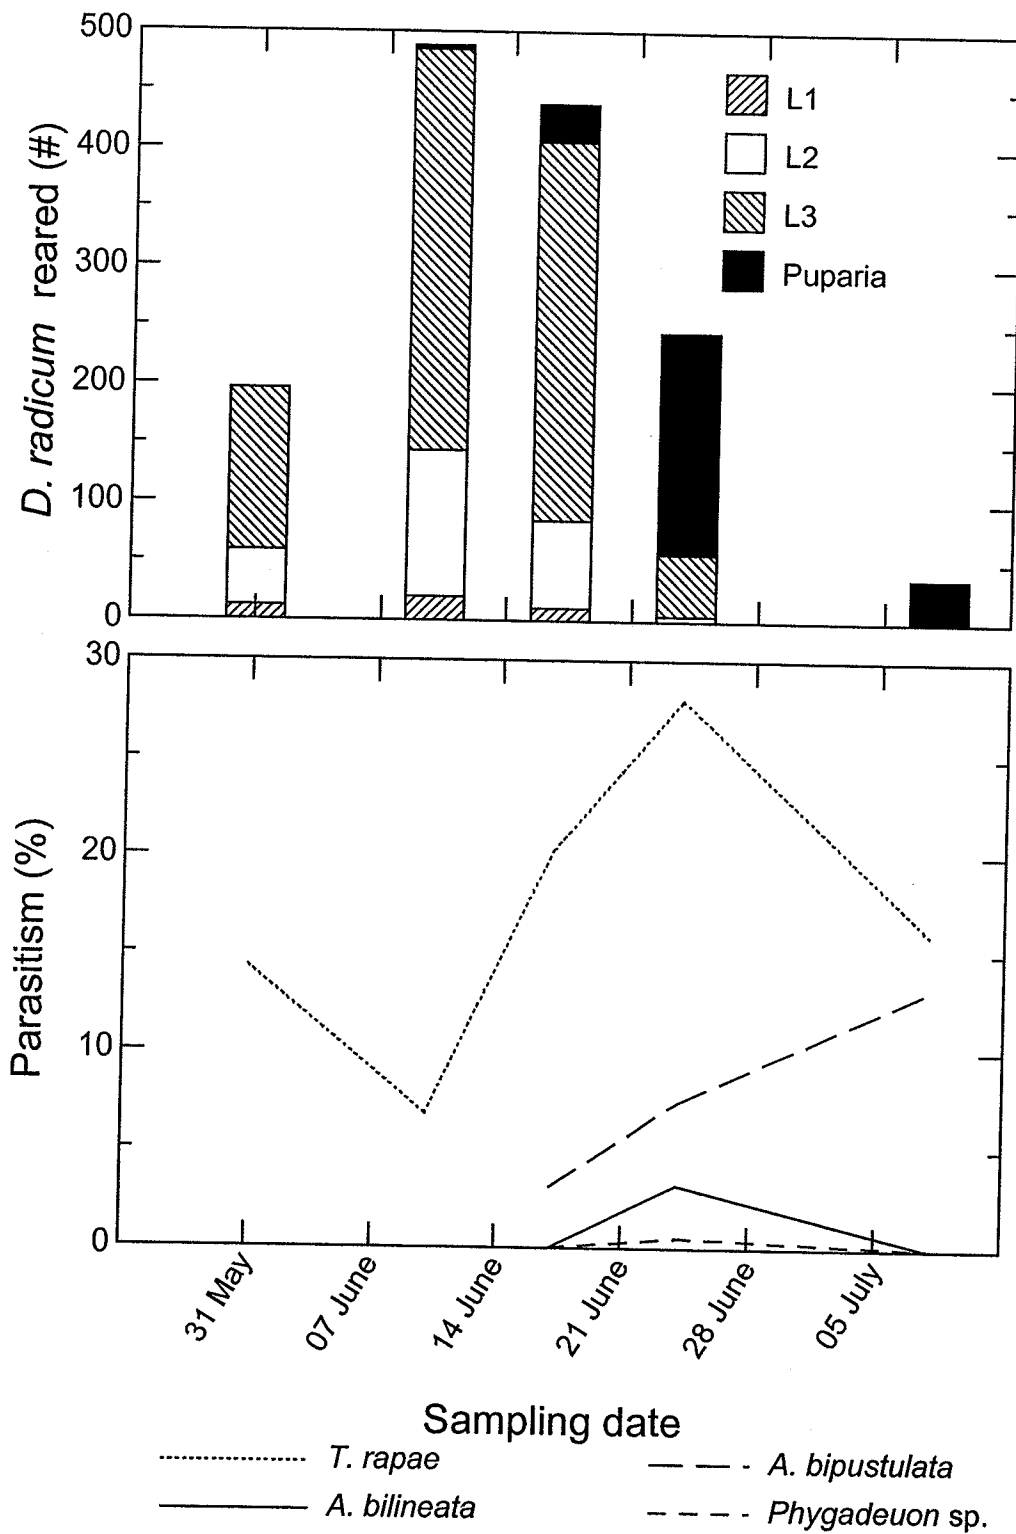 500
400
300
200
100
0
D. radicum reared (#)
L1
L2
L3
Puparia
30
20
10
0
Parasitism (%)
31 May
07 June
14 June
21 June
28 June
05 July
Sampling date
T. rapae
A. bipustulata
A. bilineata
Phygadeuon sp.